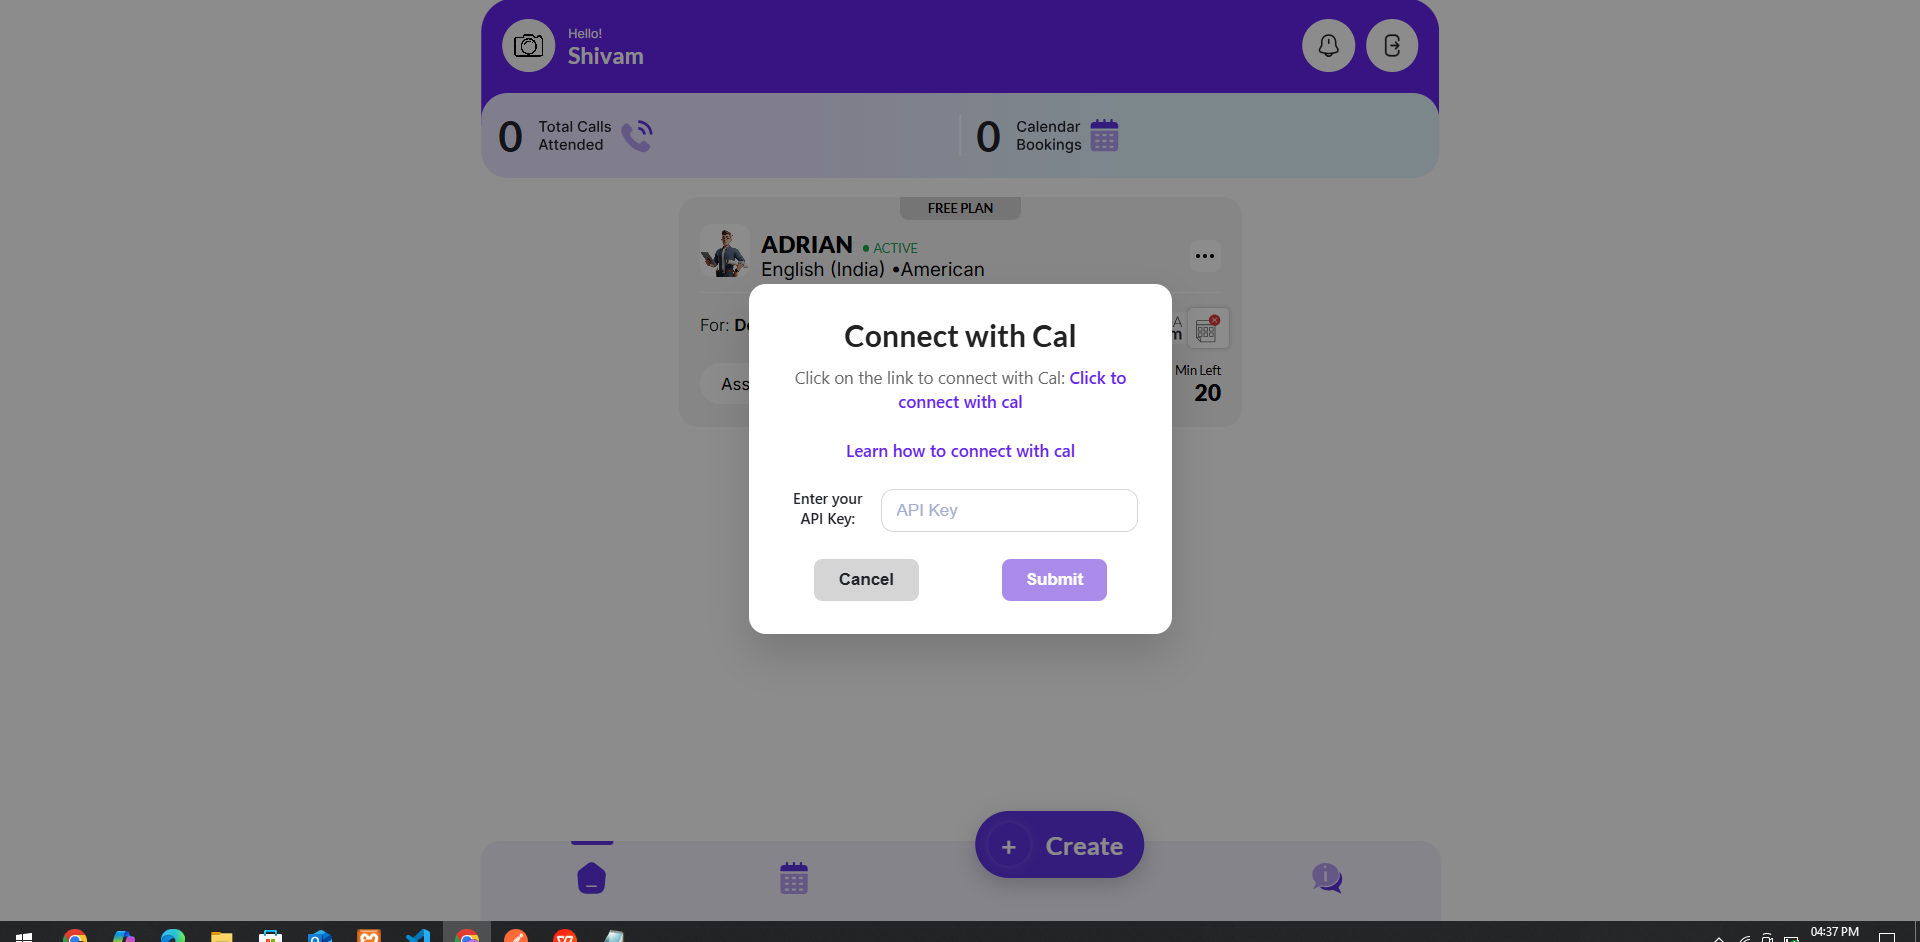 Hello!
Shivam
0 Total Calls Attended
0 Calendar Bookings
FREE PLAN
ADRIAN ACTIVE
English (India) •American
For:
A
m
Connect with Cal
Click on the link to connect with Cal: Click to
connect with cal
Learn how to connect with cal
Min Left
20
Ass
Enter your
API Key:
API Key
Cancel
Submit
+ Create
04:37 PM